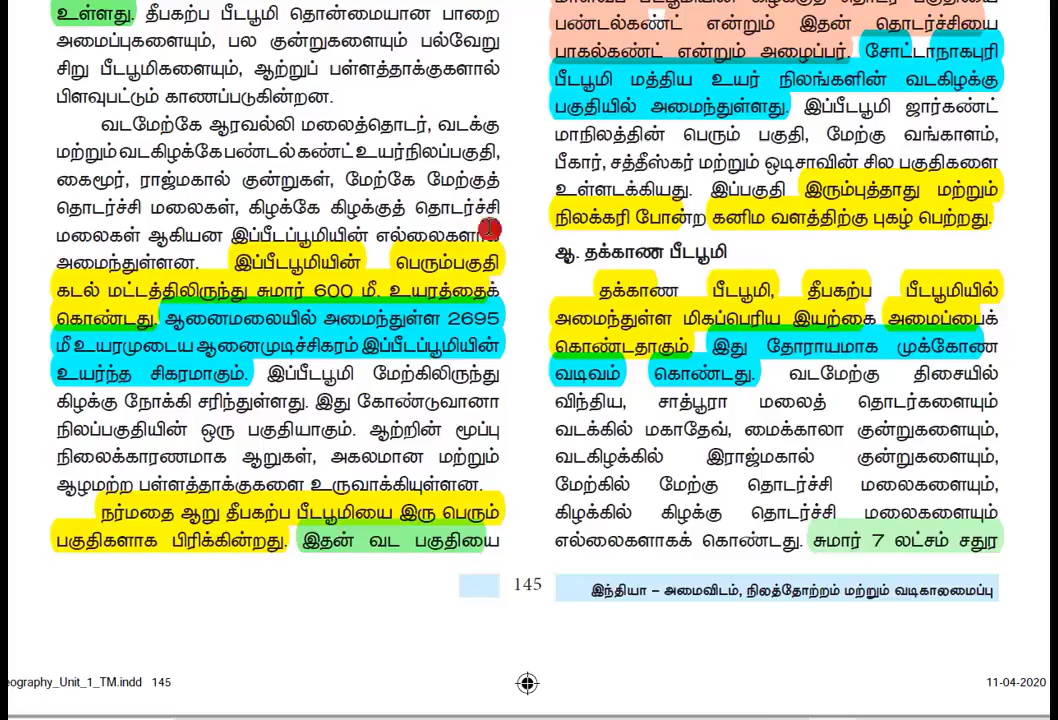 உள்ளது. தீபகற்ப பீடபூமி தொன்மையான பாறை
அமைப்புகளையும், பல குன்றுகளையும் பல்வேறு
சிறு பீடபூமிகளையும், ஆற்றுப் பள்ளத்தாக்குகளால்
பிளவுபட்டும் காணப்படுகின்றன.
வடமேற்கே ஆரவல்லி மலைத்தொடர், வடக்கு
மற்றும் வடகிழக்கே பண்டல்கண்ட் உயர்நிலப்பகுதி,
கைமூர், ராஜ்மகால் குன்றுகள், மேற்கே மேற்குத்
தொடர்ச்சி மலைகள், கிழக்கே கிழக்குத் தொடர்ச்சி
மலைகள் ஆகியன இப்பீடப்பூமியின் எல்லைகளாக
அமைந்துள்ளன. இப்பீடபூமியின் பெரும்பகுதி
கடல் மட்டத்திலிருந்து சுமார் 600 மீ. உயரத்தைக்
கொண்டது. ஆனைமலையில் அமைந்துள்ள 2695
மீ உயரமுடைய ஆனைமுடிச்சிகரம் இப்பீடப்பூமியின்
உயர்ந்த சிகரமாகும். இப்பீடபூமி மேற்கிலிருந்து
கிழக்கு நோக்கி சரிந்துள்ளது. இது கோண்டுவானா
நிலப்பகுதியின் ஒரு பகுதியாகும். ஆற்றின் மூப்பு
நிலைக்காரணமாக ஆறுகள், அகலமான மற்றும்
ஆழமற்ற பள்ளத்தாக்குகளை உருவாக்கியுள்ளன.
நர்மதை ஆறு தீபகற்ப பீடபூமியை இரு பெரும்
பகுதிகளாக பிரிக்கின்றது. இதன் வட பகுதியை
பண்டல்கண்ட் என்றும் இதன் தொடர்ச்சியை
பாகல்கண்ட் என்றும் அழைப்பர். சோட்டாநாகபுரி
பீடபூமி மத்திய உயர் நிலங்களின் வடகிழக்கு
பகுதியில் அமைந்துள்ளது. இப்பீடபூமி ஜார்கண்ட்
மாநிலத்தின் பெரும் பகுதி, மேற்கு வங்காளம்,
பீகார், சத்தீஸ்கர் மற்றும் ஒடிசாவின் சில பகுதிகளை
உள்ளடக்கியது. இப்பகுதி இரும்புத்தாது மற்றும்
நிலக்கரி போன்ற கனிம வளத்திற்கு புகழ் பெற்றது.
ஆ. தக்காண பீடபூமி
தக்காண பீடபூமி, தீபகற்ப பீடபூமியில்
அமைந்துள்ள மிகப்பெரிய இயற்கை அமைப்பைக்
கொண்டதாகும். இது தோராயமாக முக்கோண
வடிவம் கொண்டது. வடமேற்கு திசையில்
விந்திய, சாத்பூரா மலைத் தொடர்களையும்
வடக்கில் மகாதேவ், மைக்காலா குன்றுகளையும்,
வடகிழக்கில் இராஜ்மகால் குன்றுகளையும்,
மேற்கில் மேற்கு தொடர்ச்சி மலைகளையும்,
கிழக்கில் கிழக்கு தொடர்ச்சி மலைகளையும்
எல்லைகளாகக் கொண்டது. சுமார் 7 லட்சம் சதுர
145 இந்தியா – அமைவிடம், நிலத்தோற்றம் மற்றும் வடிகாலமைப்பு
eography_Unit_1_TM.indd 145 11-04-2020